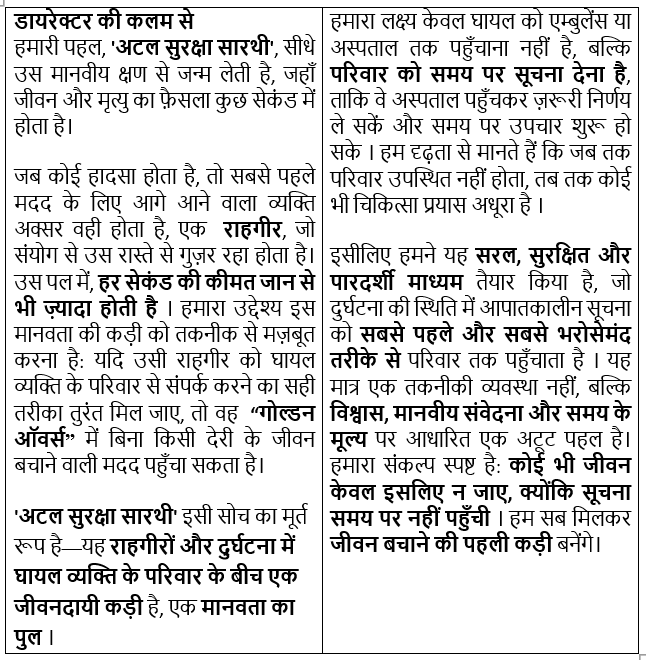 डायरेक्टर की कलम से
हमारी पहल, 'अटल सुरक्षा सारथी', सीधे
उस मानवीय क्षण से जन्म लेती है, जहाँ
जीवन और मृत्यु का फ़ैसला कुछ सेकंड में
होता है।
जब कोई हादसा होता है, तो सबसे पहले
मदद के लिए आगे आने वाला व्यक्ति
अक्सर वही होता है, एक राहगीर, जो
संयोग से उस रास्ते से गुज़र रहा होता है।
उस पल में, हर सेकंड की कीमत जान से
भी ज़्यादा होती है । हमारा उद्देश्य इस
मानवता की कड़ी को तकनीक से मज़बूत
करना है: यदि उसी राहगीर को घायल
व्यक्ति के परिवार से संपर्क करने का सही
तरीका तुरंत मिल जाए, तो वह “गोल्डन
ऑवर्स” में बिना किसी देरी के जीवन
बचाने वाली मदद पहुँचा सकता है।
'अटल सुरक्षा सारथी' इसी सोच का मूर्त
रूप है—यह राहगीरों और दुर्घटना में
घायल व्यक्ति के परिवार के बीच एक
जीवनदायी कड़ी है, एक मानवता का
पुल ।
हमारा लक्ष्य केवल घायल को एम्बुलेंस या
अस्पताल तक पहुँचाना नहीं है, बल्कि
परिवार को समय पर सूचना देना है,
ताकि वे अस्पताल पहुँचकर ज़रूरी निर्णय
ले सकें और समय पर उपचार शुरू हो
सके । हम दृढ़ता से मानते हैं कि जब तक
परिवार उपस्थित नहीं होता, तब तक कोई
भी चिकित्सा प्रयास अधूरा है ।
इसीलिए हमने यह सरल, सुरक्षित और
पारदर्शी माध्यम तैयार किया है, जो
दुर्घटना की स्थिति में आपातकालीन सूचना
को सबसे पहले और सबसे भरोसेमंद
तरीके से परिवार तक पहुँचाता है । यह
मात्र एक तकनीकी व्यवस्था नहीं, बल्कि
विश्वास, मानवीय संवेदना और समय के
मूल्य पर आधारित एक अटूट पहल है।
हमारा संकल्प स्पष्ट है: कोई भी जीवन
केवल इसलिए न जाए, क्योंकि सूचना
समय पर नहीं पहुँची । हम सब मिलकर
जीवन बचाने की पहली कड़ी बनेंगे।